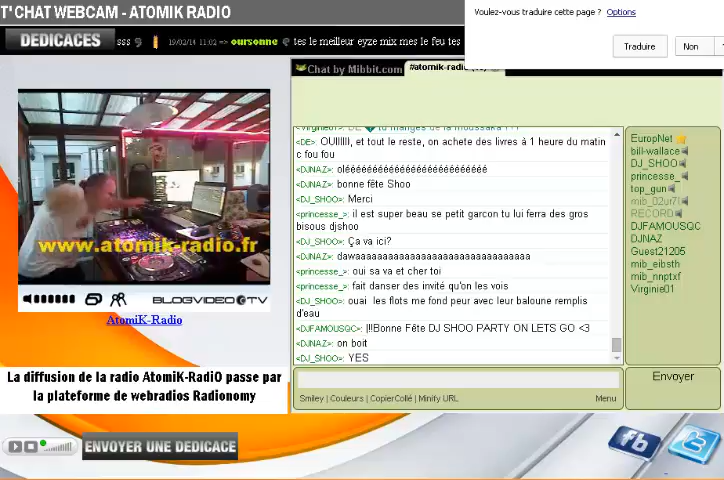 T'CHAT WEBCAM - ATOMIK RADIO
Voulez-vous traduire cette page ? Options
Traduire
Non
DEDICACES
sss
19/02/14 11:02 => oursonne tes le meilleur eyze mix mes le feu tes
Chat by Mibbit.com
#atomik-radio
<DE>: OUIIIIII, et tout le reste, on achete des livres à 1 heure du matin
c fou fou
<DJNAZ>: oléééééééééééééééééééééééééééé
<DJNAZ>: bonne fête Shoo
<DJ_SHOO>: Merci
<princesse_>: il est super beau se petit garcon tu lui ferra des gros
bisous djshoo
<DJ_SHOO>: Ça va ici?
<DJNAZ>: dawaaaaaaaaaaaaaaaaaaaaaaaaaaaaaaa
<princesse_>: oui sa va et cher toi
<princesse_>: fait danser des invité qu'on les vois
<DJ_SHOO>: ouai les flots me fond peur avec leur baloune remplis
d'eau
<DJFAMOUSQC>: |!!Bonne Fête DJ SHOO PARTY ON LETS GO <3
<DJNAZ>: on boit
<DJ_SHOO>: YES
EuropNet
bill-wallace
DJ_SHOO
princesse_
top_gun
mib_02ur7l
RECORD
DJFAMOUSQC
DJNAZ
Guest21205
mib_eibsth
mib_nnptxf
Virginie01
www.atomik-radio.fr
BLOGVIDEO TV
AtomiK-Radio
La diffusion de la radio AtomiK-RadiO passe par
la plateforme de webradios Radionomy
Smiley | Couleurs | CopierCollé | Minify URL
Menu
Envoyer
ENVOYER UNE DEDICACE
fb